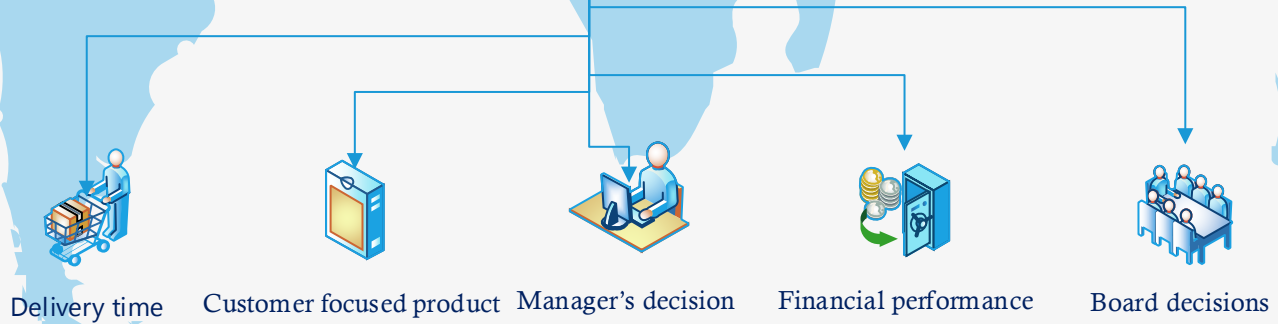 Delivery time
Customer focused product
Manager’s decision
Financial performance
Board decisions